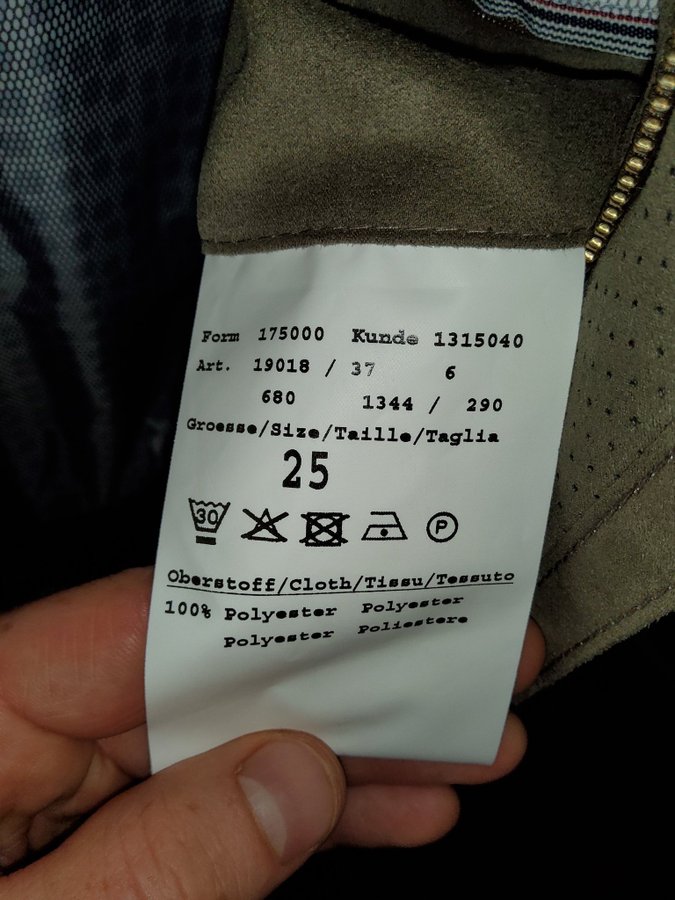 Form 175000 Kunde 1315040
Art. 19018 / 37 6
680 1344 / 290
Groesse/Size/Taille/Taglia
25
30 P
Oberstoff/Cloth/Tissu/Tessuto
100% Polyester Polyester
Polyester Poliestere